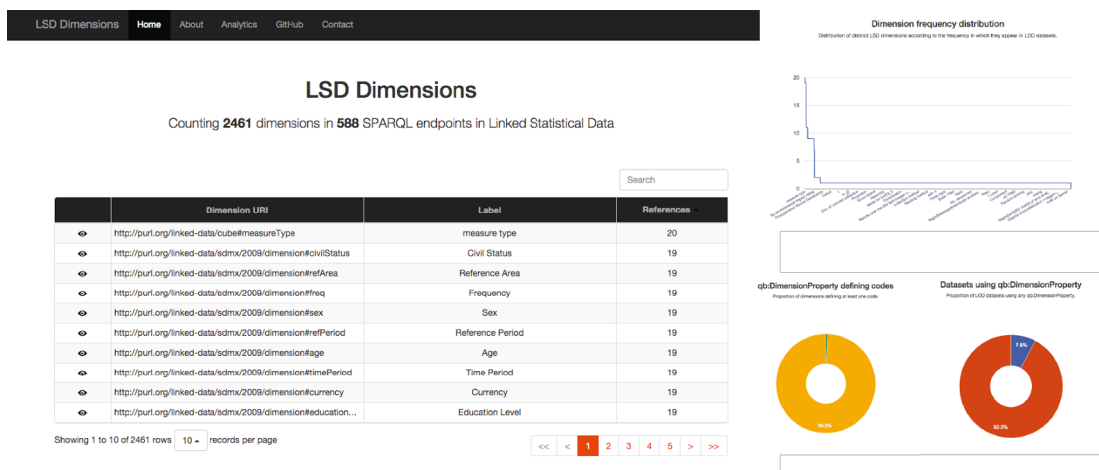 LSD Dimensions Home About Analytics GitHub Contact
LSD Dimensions
Counting 2461 dimensions in 588 SPARQL endpoints in Linked Statistical Data
Search
Dimension URI Label References
http://purl.org/linked-data/cube#measureType measure type 20
http://purl.org/linked-data/sdmx/2009/dimension#civilStatus Civil Status 19
http://purl.org/linked-data/sdmx/2009/dimension#refArea Reference Area 19
http://purl.org/linked-data/sdmx/2009/dimension#freq Frequency 19
http://purl.org/linked-data/sdmx/2009/dimension#sex Sex 19
http://purl.org/linked-data/sdmx/2009/dimension#refPeriod Reference Period 19
http://purl.org/linked-data/sdmx/2009/dimension#age Age 19
http://purl.org/linked-data/sdmx/2009/dimension#timePeriod Time Period 19
http://purl.org/linked-data/sdmx/2009/dimension#currency Currency 19
http://purl.org/linked-data/sdmx/2009/dimension#education... Education Level 19
Showing 1 to 10 of 2461 rows 10 records per page
<< < 1 2 3 4 5 > >>
Dimension frequency distribution
Distribution of distinct LSD dimensions according to the frequency in which they appear in LOD datasets.
20
15
10
5
0
qb:DimensionProperty defining codes
Proportion of dimensions defining at least one code.
Datasets using qb:DimensionProperty
Proportion of LOD datasets using any qb:DimensionProperty.
7.8%
92.2%